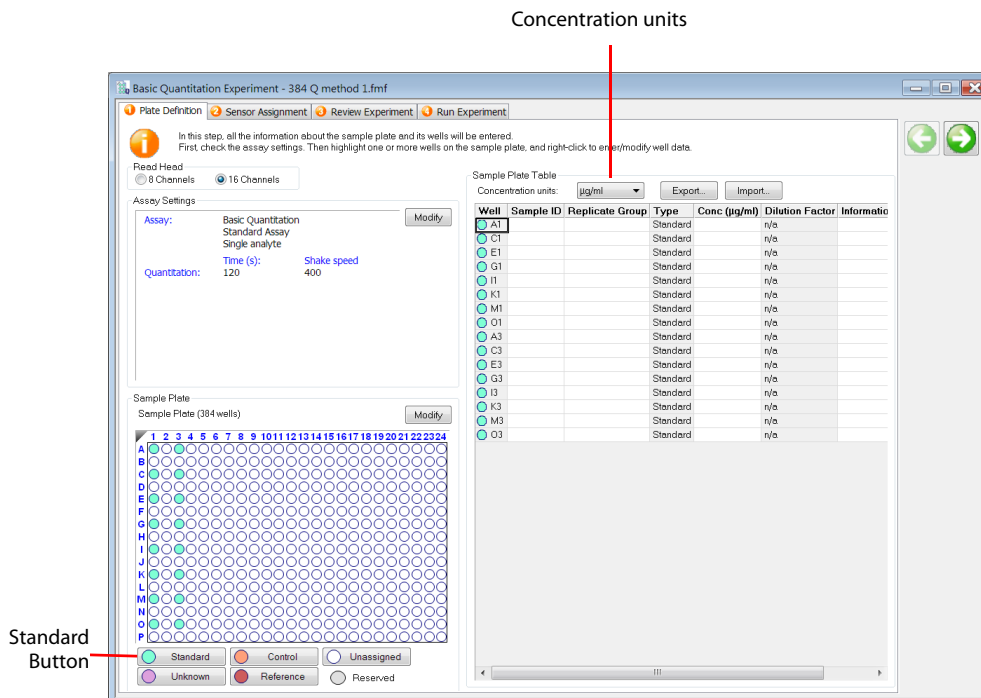 Concentration units
Basic Quantitation Experiment - 384 Q method 1.fmf
1 Plate Definition 2 Sensor Assignment 3 Review Experiment 4 Run Experiment
In this step, all the information about the sample plate and its wells will be entered.
First, check the assay settings. Then highlight one or more wells on the sample plate, and right-click to enter/modify well data.
Read Head
8 Channels 16 Channels
Assay Settings
Assay: Basic Quantitation Modify
Standard Assay
Single analyte
Time (s): Shake speed
Quantitation: 120 400
Sample Plate
Sample Plate (384 wells) Modify
1 2 3 4 5 6 7 8 9 10 11 12 13 14 15 16 17 18 19 20 21 22 23 24
A
B
C
D
E
F
G
H
I
J
K
L
M
N
O
P
Standard Control Unassigned
Unknown Reference Reserved
Standard
Button
Sample Plate Table
Concentration units: µg/ml Export... Import...
Well Sample ID Replicate Group Type Conc (µg/ml) Dilution Factor Informatio
A1 Standard n/a
C1 Standard n/a
E1 Standard n/a
G1 Standard n/a
I1 Standard n/a
K1 Standard n/a
M1 Standard n/a
O1 Standard n/a
A3 Standard n/a
C3 Standard n/a
E3 Standard n/a
G3 Standard n/a
I3 Standard n/a
K3 Standard n/a
M3 Standard n/a
O3 Standard n/a